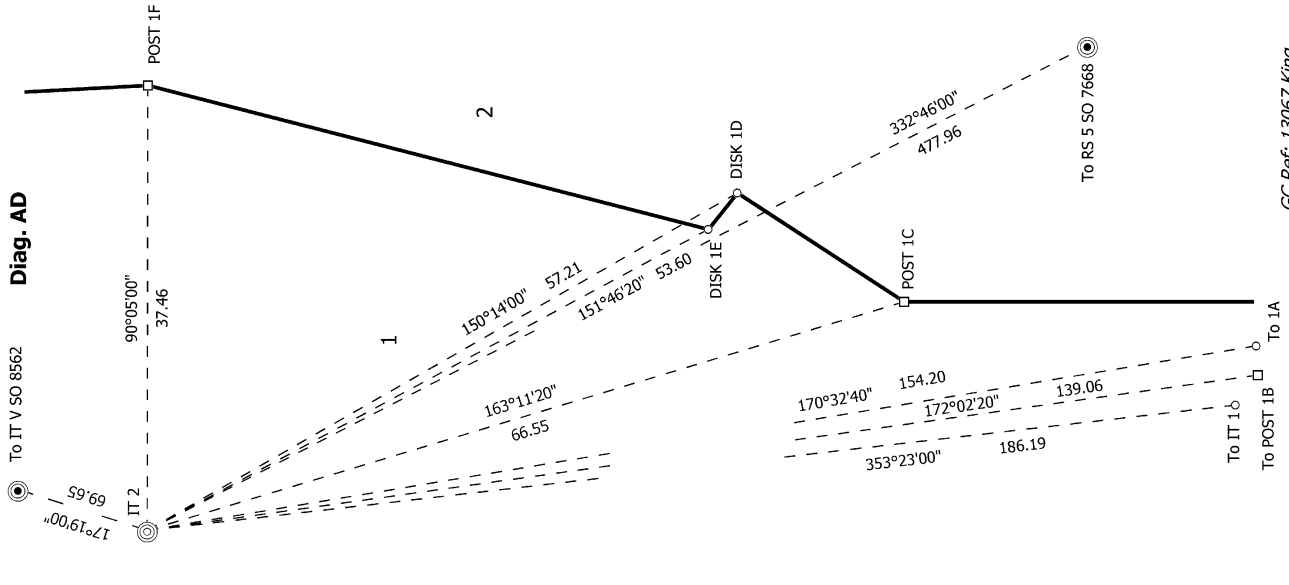 Diag. AD
To IT V SO 8562
69.65
17°19'00"
IT 2
POST 1F
90°05'00"
37.46
2
1
150°14'00"
57.21
151°46'20"
53.60
DISK 1E
DISK 1D
332°46'00"
477.96
To RS 5 SO 7668
163°11'20"
66.55
POST 1C
170°32'40"
154.20
172°02'20"
139.06
353°23'00"
186.19
To 1A
To IT 1
To POST 1B
GC Ref: 13067 King